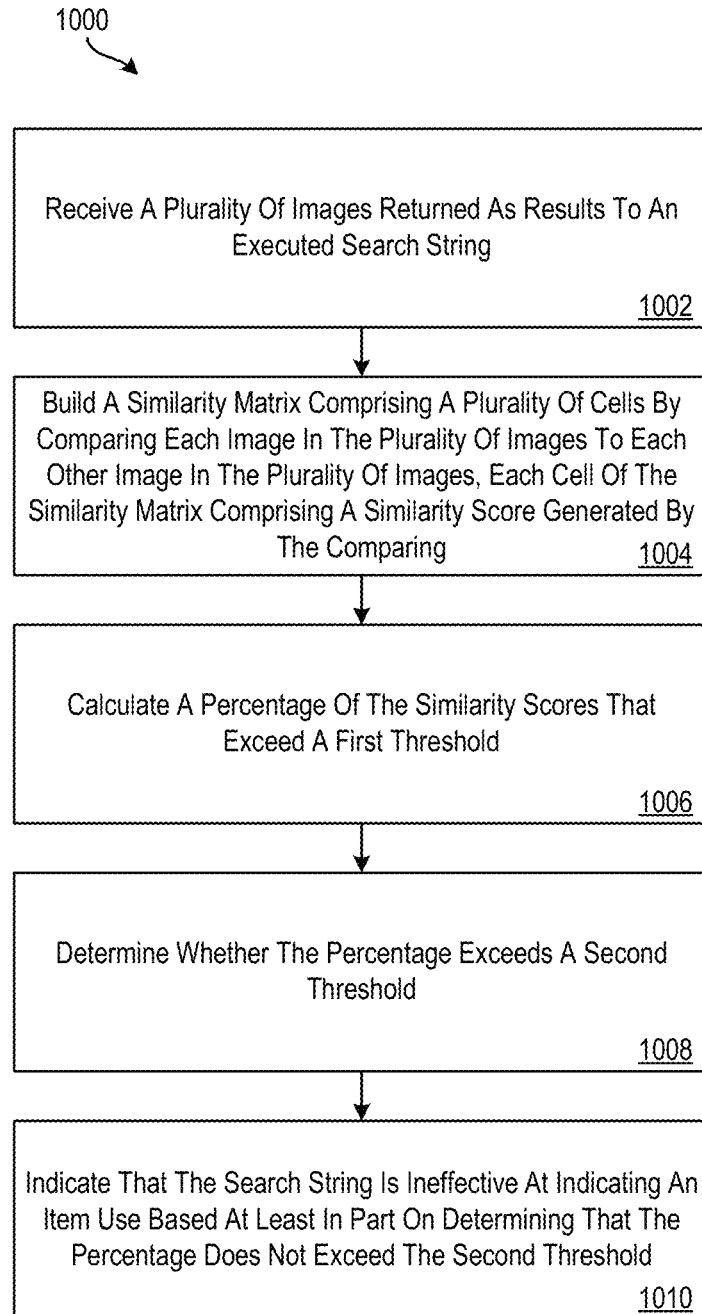 1000
Receive A Plurality Of Images Returned As Results To An
Executed Search String
1002
Build A Similarity Matrix Comprising A Plurality Of Cells By
Comparing Each Image In The Plurality Of Images To Each
Other Image In The Plurality Of Images, Each Cell Of The
Similarity Matrix Comprising A Similarity Score Generated By
The Comparing
1004
Calculate A Percentage Of The Similarity Scores That
Exceed A First Threshold
1006
Determine Whether The Percentage Exceeds A Second
Threshold
1008
Indicate That The Search String Is Ineffective At Indicating An
Item Use Based At Least In Part On Determining That The
Percentage Does Not Exceed The Second Threshold
1010